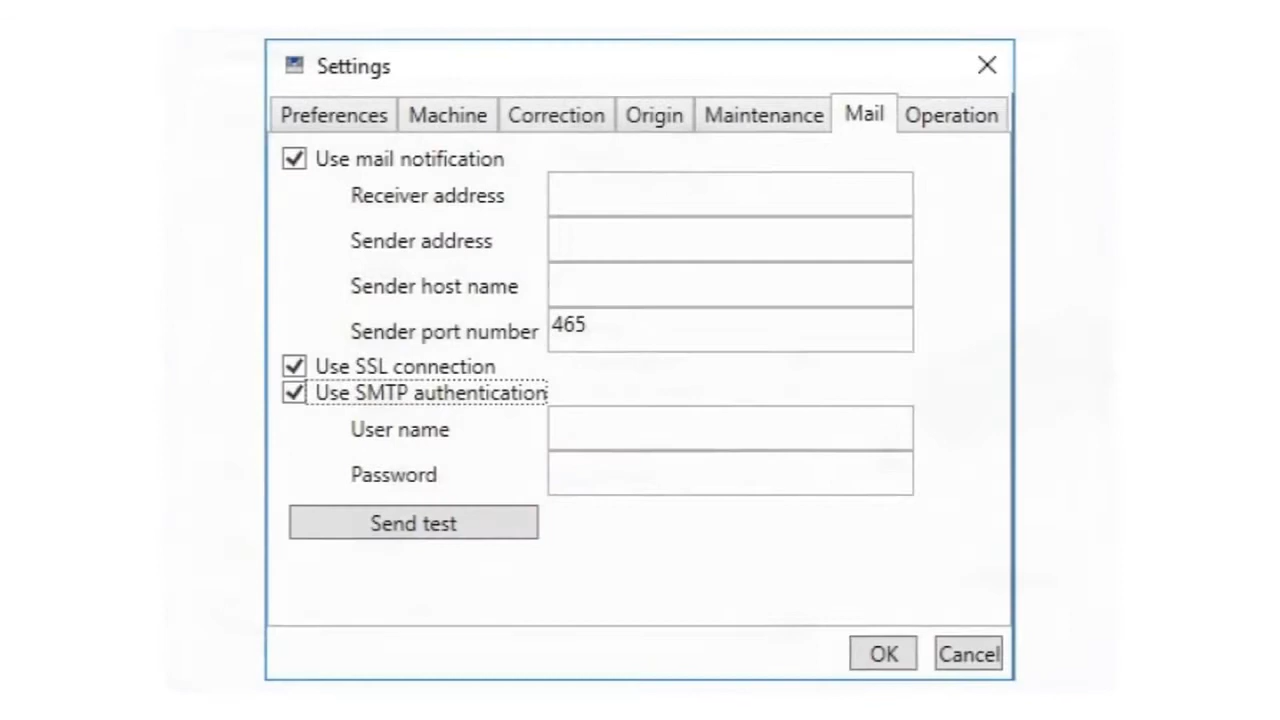 Settings
Preferences Machine Correction Origin Maintenance Mail Operation
Use mail notification
Receiver address
Sender address
Sender host name
Sender port number 465
Use SSL connection
Use SMTP authentication
User name
Password
Send test
OK Cancel